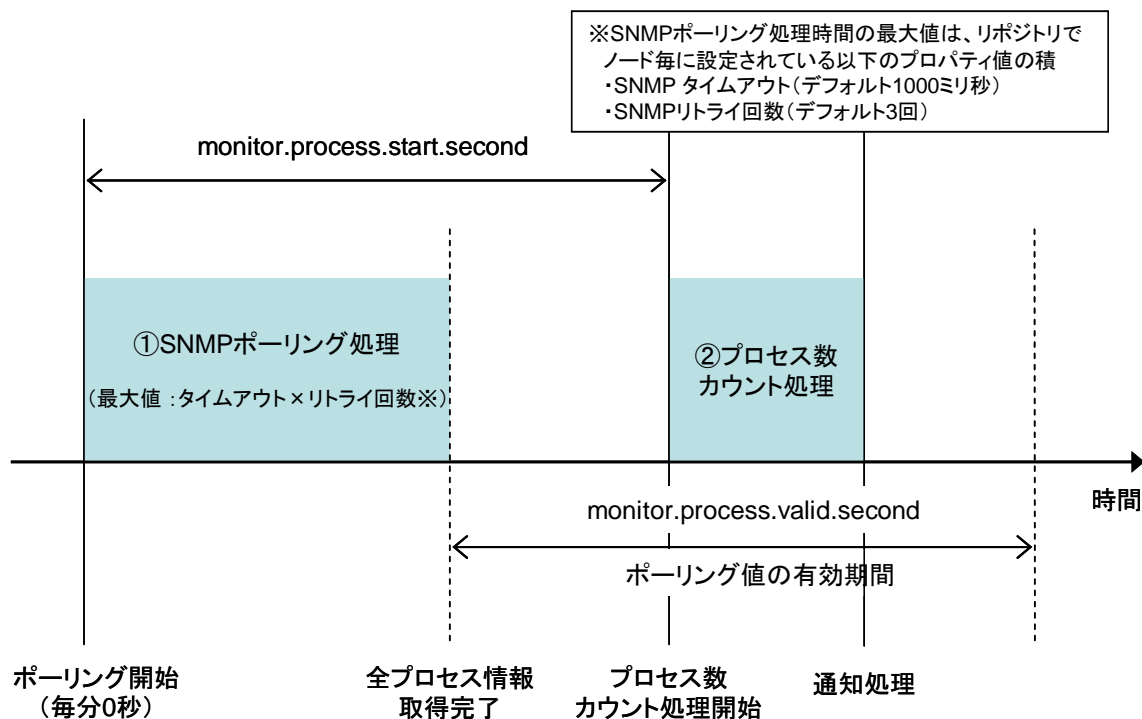 ※SNMPポーリング処理時間の最大値は、リポジトリで
ノード毎に設定されている以下のプロパティ値の積
・SNMP タイムアウト(デフォルト1000ミリ秒)
・SNMPリトライ回数(デフォルト3回)
monitor.process.start.second
①SNMPポーリング処理
(最大値 :タイムアウト×リトライ回数※)
②プロセス数
カウント処理
時間
monitor.process.valid.second
ポーリング値の有効期間
ポーリング開始
(毎分0秒)
全プロセス情報
取得完了
プロセス数
カウント処理開始
通知処理